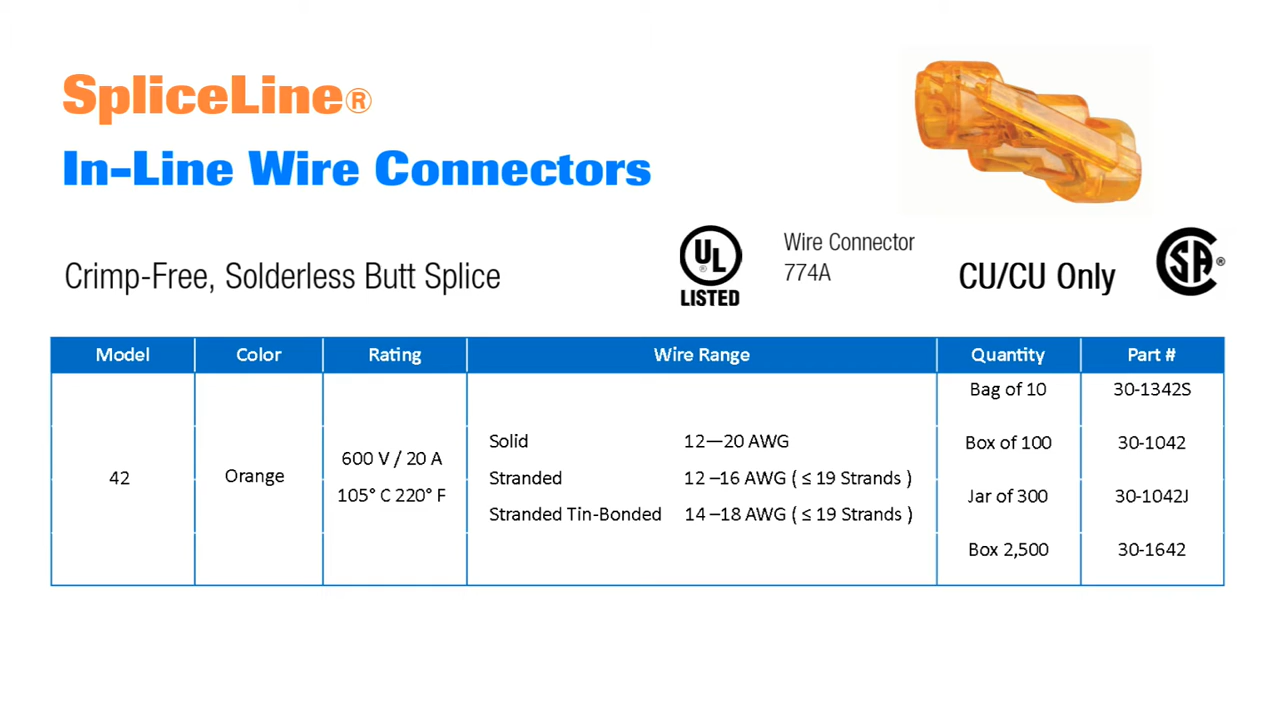 SpliceLine®
In-Line Wire Connectors
Crimp-Free, Solderless Butt Splice
UL
®
LISTED
Wire Connector
774A
CU/CU Only
SA®
Model Color Rating Wire Range Quantity Part #
42 Orange
600 V / 20 A
105° C 220° F
Solid 12—20 AWG
Stranded 12 –16 AWG ( ≤ 19 Strands )
Stranded Tin-Bonded 14 –18 AWG ( ≤ 19 Strands )
Bag of 10 30-1342S
Box of 100 30-1042
Jar of 300 30-1042J
Box 2,500 30-1642